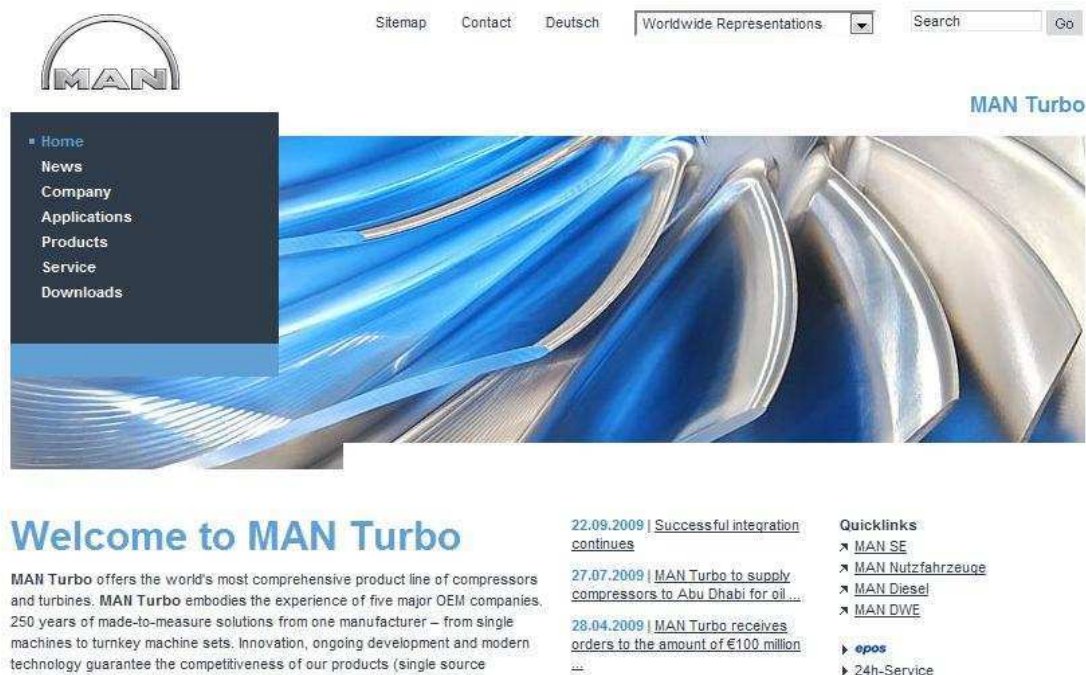 MAN
Sitemap Contact Deutsch Worldwide Representations Search Go
MAN Turbo
Home
News
Company
Applications
Products
Service
Downloads
Welcome to MAN Turbo
MAN Turbo offers the world's most comprehensive product line of compressors
and turbines. MAN Turbo embodies the experience of five major OEM companies.
250 years of made-to-measure solutions from one manufacturer – from single
machines to turnkey machine sets. Innovation, ongoing development and modern
technology guarantee the competitiveness of our products (single source
22.09.2009 | Successful integration
continues
27.07.2009 | MAN Turbo to supply
compressors to Abu Dhabi for oil ...
28.04.2009 | MAN Turbo receives
orders to the amount of €100 million
...
Quicklinks
MAN SE
MAN Nutzfahrzeuge
MAN Diesel
MAN DWE
epos
24h-Service